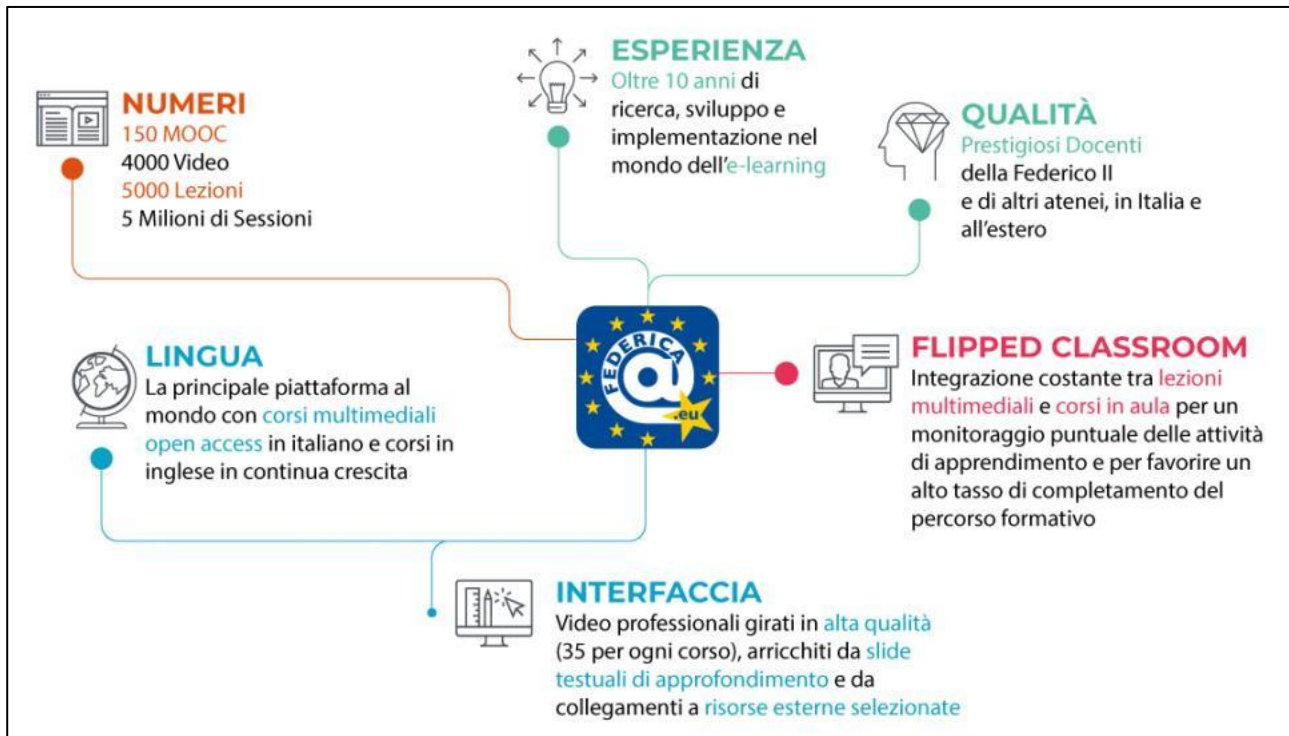 NUMERI
150 MOOC
4000 Video
5000 Lezioni
5 Milioni di Sessioni
ESPERIENZA
Oltre 10 anni di
ricerca, sviluppo e
implementazione nel
mondo dell'e-learning
QUALITÀ
Prestigiosi Docenti
della Federico II
e di altri atenei, in Italia e
all'estero
LINGUA
La principale piattaforma al
mondo con corsi multimediali
open access in italiano e corsi in
inglese in continua crescita
FEDERICA
@
.eu
FLIPPED CLASSROOM
Integrazione costante tra lezioni
multimediali e corsi in aula per un
monitoraggio puntuale delle attività
di apprendimento e per favorire un
alto tasso di completamento del
percorso formativo
INTERFACCIA
Video professionali girati in alta qualità
(35 per ogni corso), arricchiti da slide
testuali di approfondimento e da
collegamenti a risorse esterne selezionate